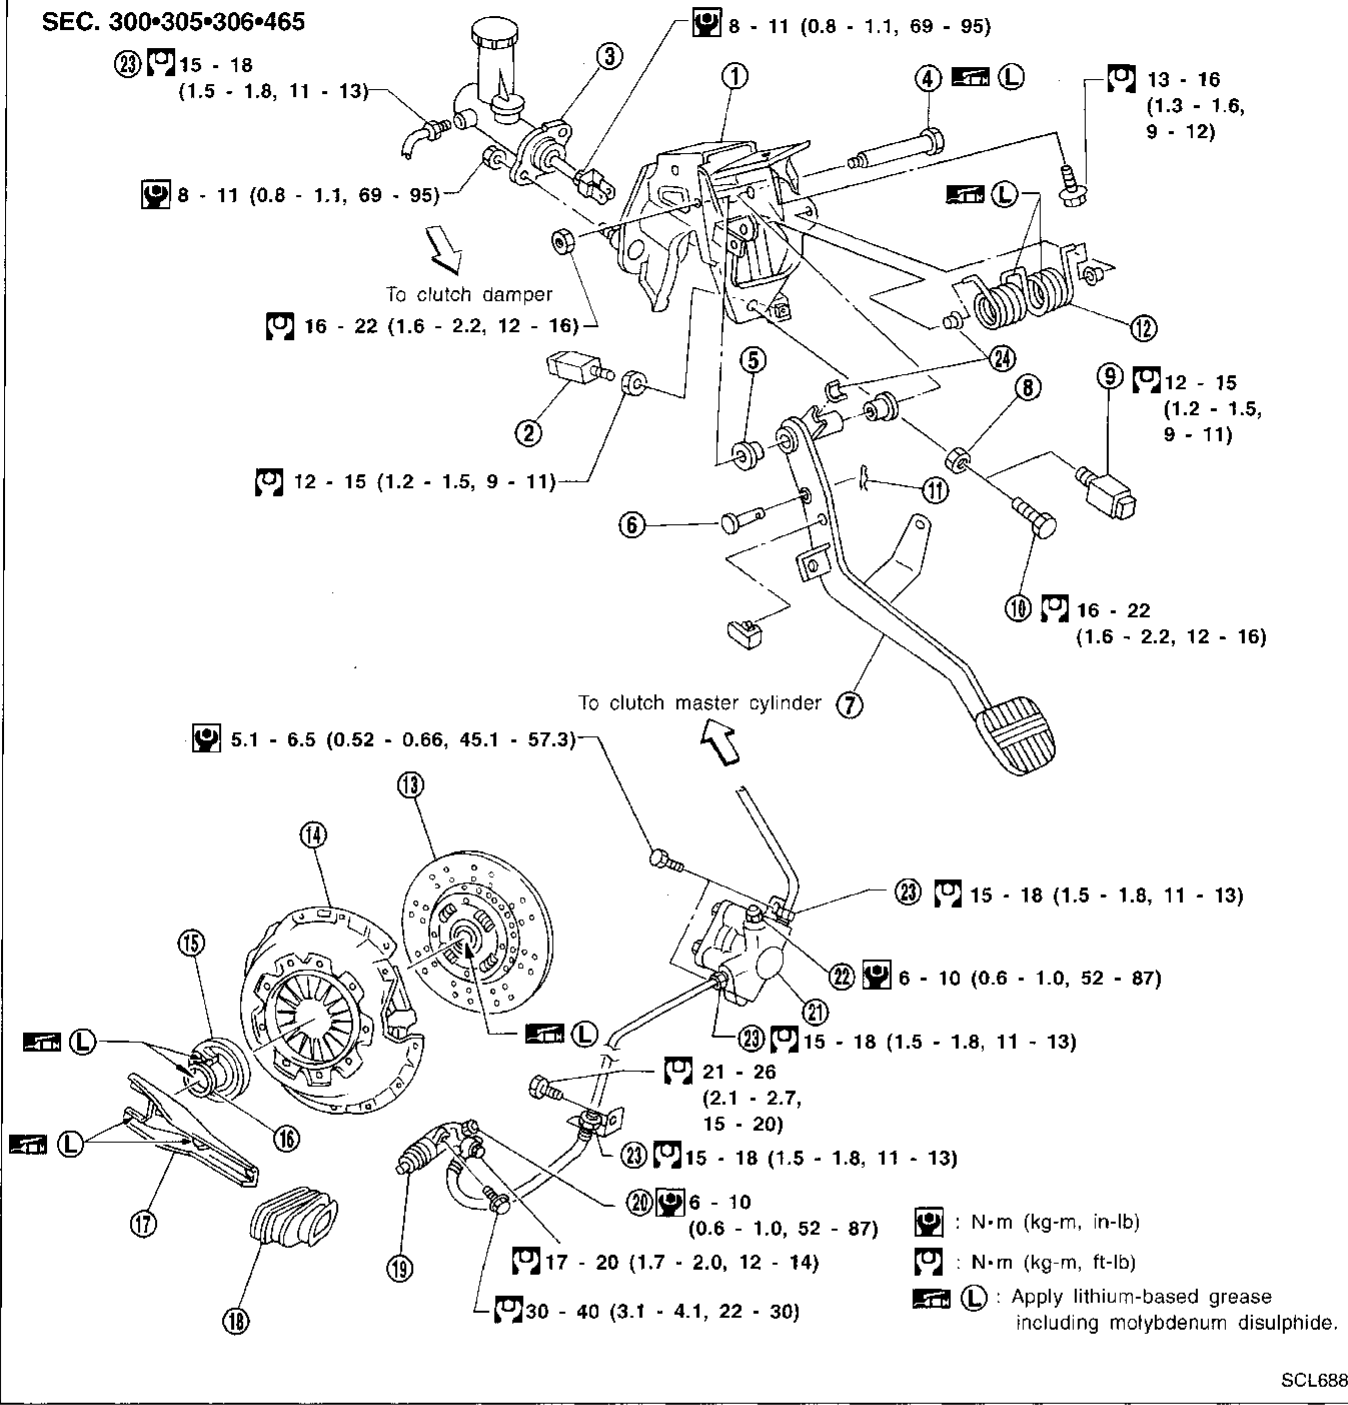 SEC. 300•305•306•465
8 - 11 (0.8 - 1.1, 69 - 95)
23 15 - 18
(1.5 - 1.8, 11 - 13)
3
1
4 L
13 - 16
(1.3 - 1.6,
9 - 12)
8 - 11 (0.8 - 1.1, 69 - 95)
L
To clutch damper
16 - 22 (1.6 - 2.2, 12 - 16)
12
24
5
8
9 12 - 15
(1.2 - 1.5,
9 - 11)
2
12 - 15 (1.2 - 1.5, 9 - 11)
11
6
10 16 - 22
(1.6 - 2.2, 12 - 16)
To clutch master cylinder 7
5.1 - 6.5 (0.52 - 0.66, 45.1 - 57.3)
13
14
23 15 - 18 (1.5 - 1.8, 11 - 13)
15
22 6 - 10 (0.6 - 1.0, 52 - 87)
21
L
L
23 15 - 18 (1.5 - 1.8, 11 - 13)
21 - 26
(2.1 - 2.7,
15 - 20)
16
L
23 15 - 18 (1.5 - 1.8, 11 - 13)
20 6 - 10
(0.6 - 1.0, 52 - 87)
17
19
17 - 20 (1.7 - 2.0, 12 - 14)
18
30 - 40 (3.1 - 4.1, 22 - 30)
: N•m (kg-m, in-lb)
: N•m (kg-m, ft-lb)
L : Apply lithium-based grease
including molybdenum disulphide.
SCL688